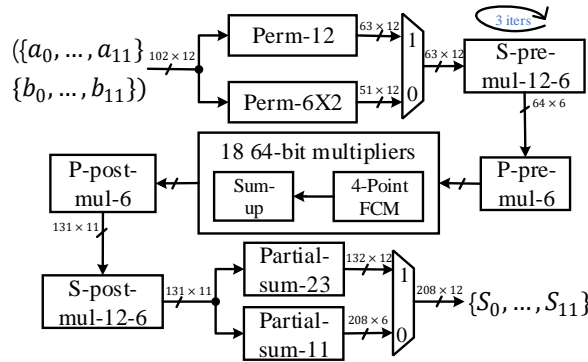 3 iters
({a₀, …, a₁₁}
{b₀, …, b₁₁})
102×12
Perm-12
63×12
Perm-6X2
51×12
1
0
63×12
S-pre-
mul-12-6
64×6
P-pre-
mul-6
18 64-bit multipliers
4-Point
FCM
Sum-
up
P-post-
mul-6
131×11
S-post-
mul-12-6
131×11
Partial-
sum-23
132×12
Partial-
sum-11
208×6
1
0
208×12
{S₀, …, S₁₁}